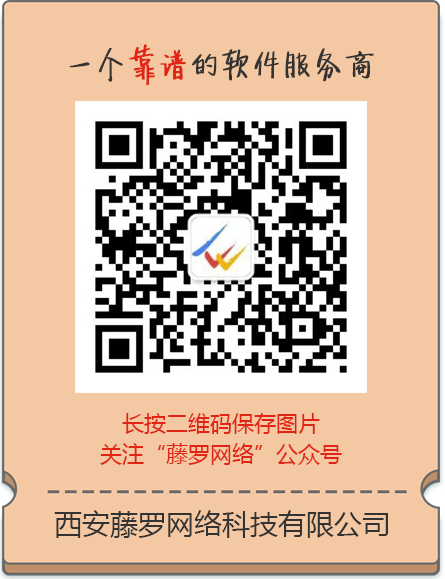 一个靠谱的软件服务商
长按二维码保存图片
关注“藤罗网络”公众号
西安藤罗网络科技有限公司